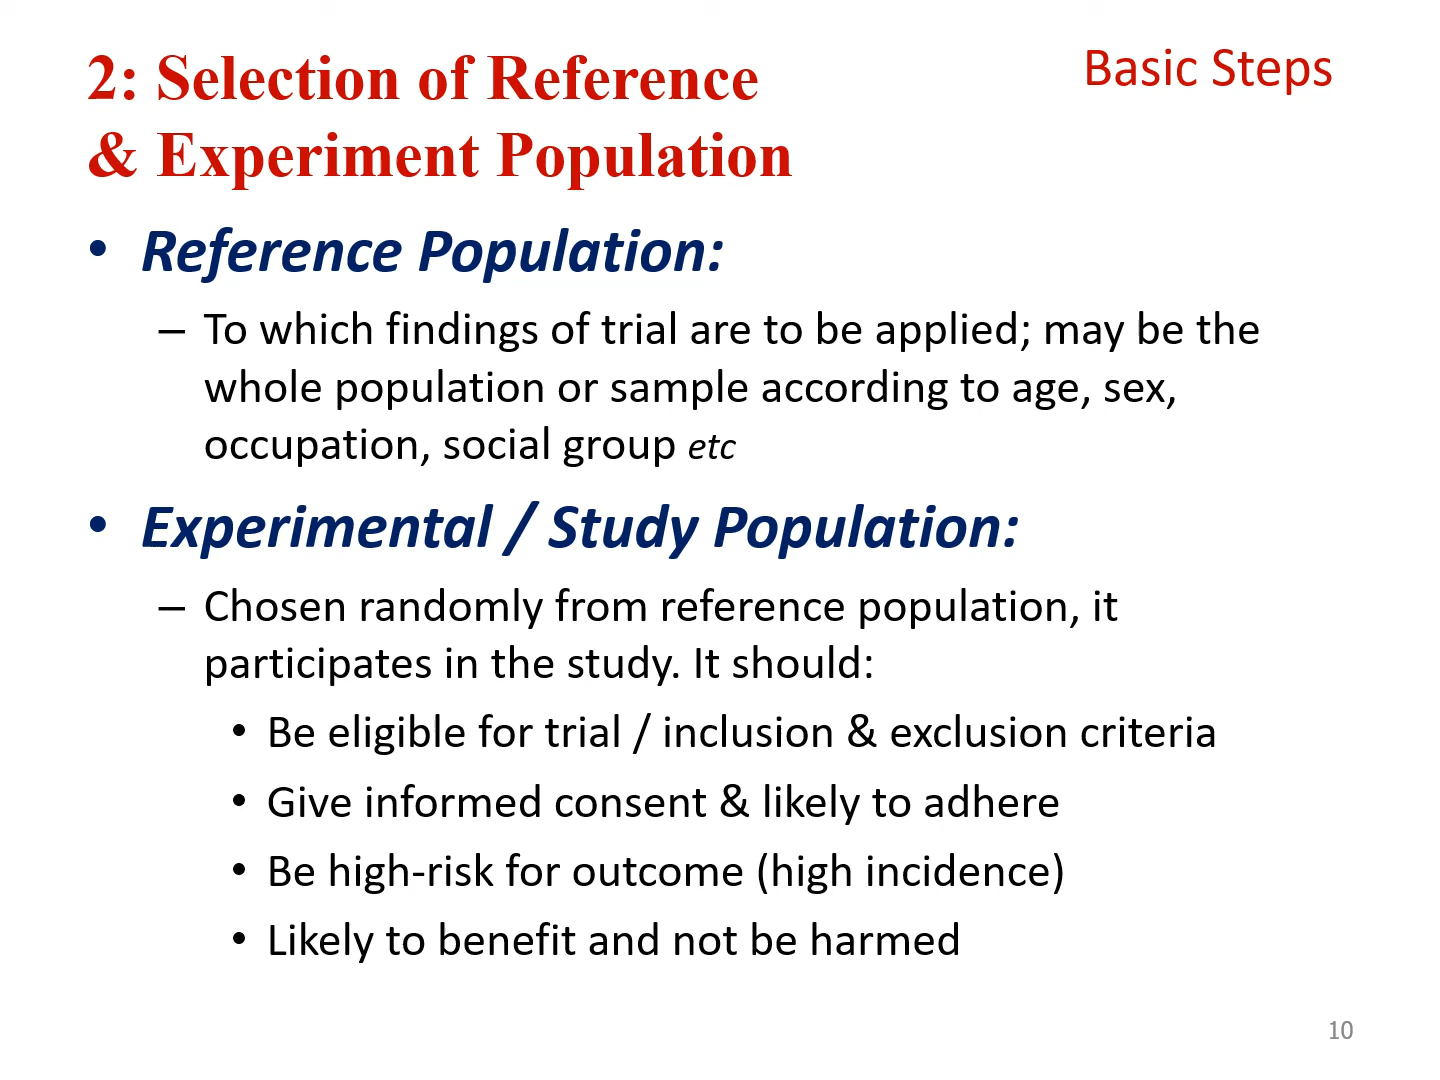 2: Selection of Reference
& Experiment Population
Basic Steps
• Reference Population:
– To which findings of trial are to be applied; may be the
whole population or sample according to age, sex,
occupation, social group etc
• Experimental / Study Population:
– Chosen randomly from reference population, it
participates in the study. It should:
• Be eligible for trial / inclusion & exclusion criteria
• Give informed consent & likely to adhere
• Be high-risk for outcome (high incidence)
• Likely to benefit and not be harmed
10